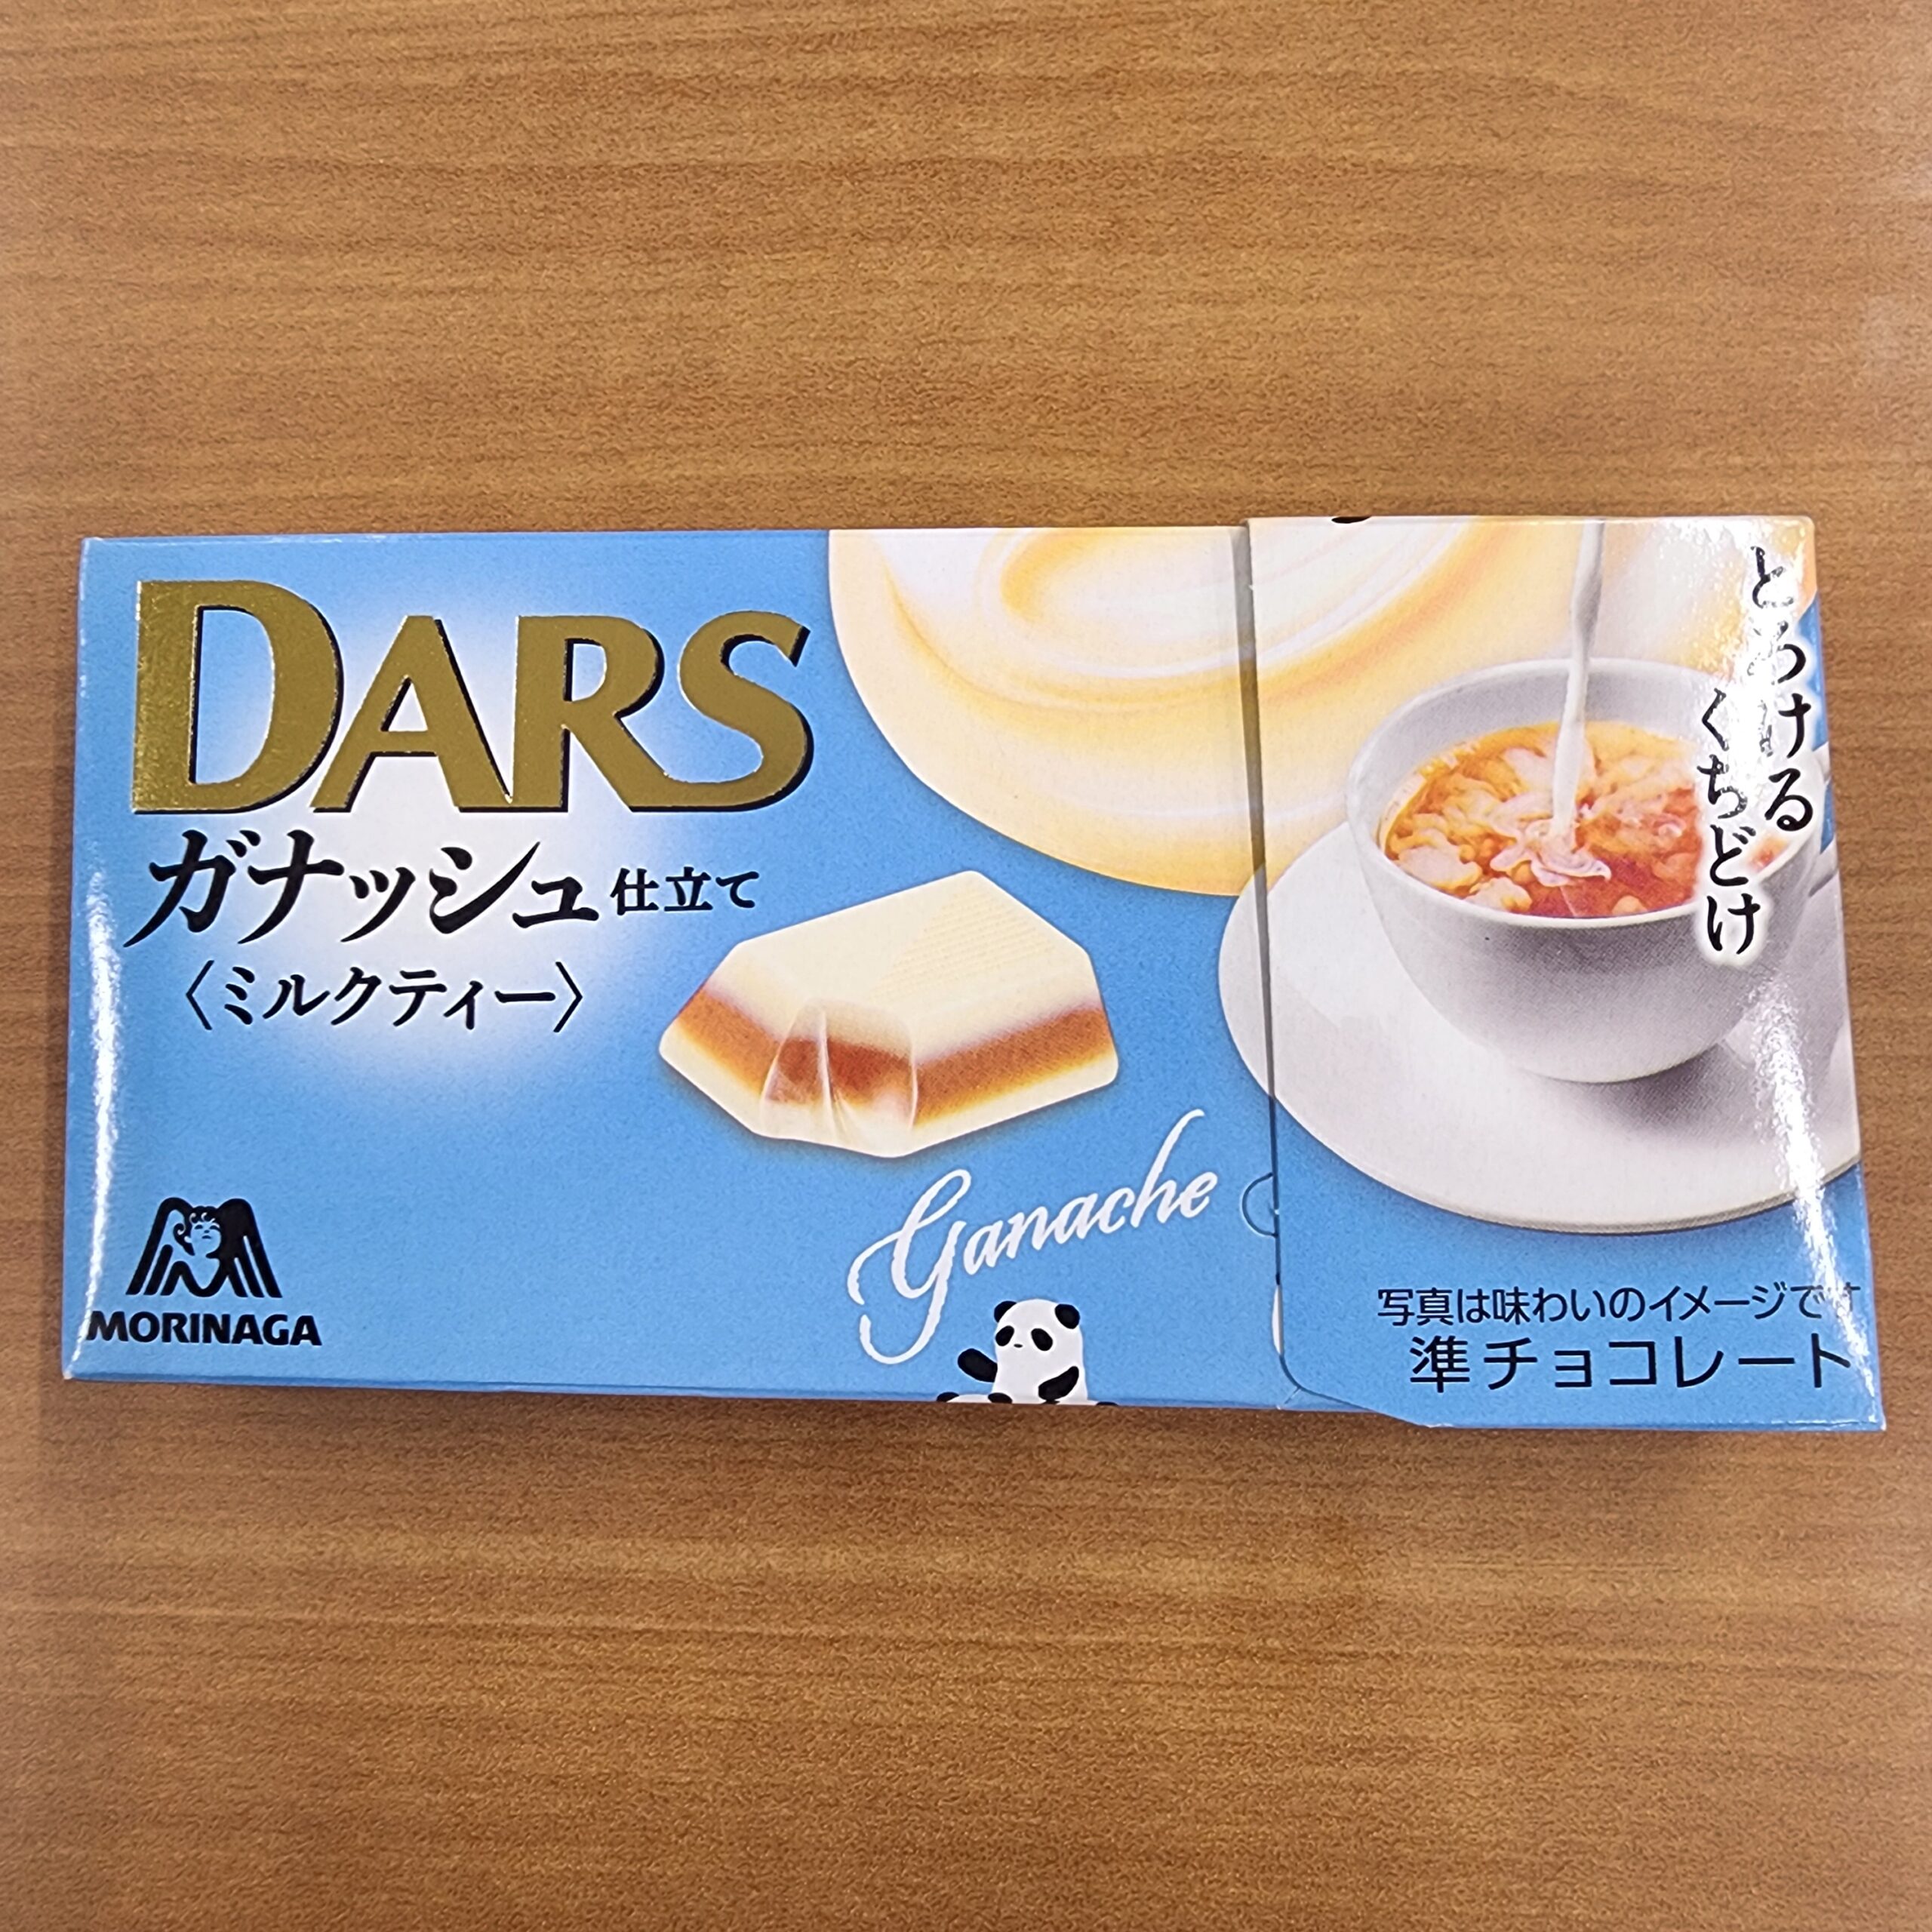 DARS
ガナッシュ仕立て
〈ミルクティー〉
とろける
くちどけ
Ganache
MORINAGA
写真は味わいのイメージです
準チョコレート